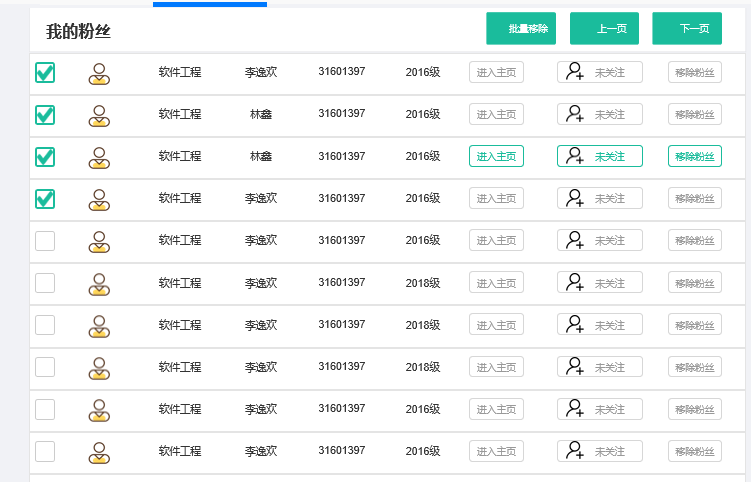 我的粉丝 批量移除 上一页 下一页
软件工程 李逸欢 31601397 2016级 进入主页 未关注 移除粉丝
软件工程 林鑫 31601397 2016级 进入主页 未关注 移除粉丝
软件工程 林鑫 31601397 2016级 进入主页 未关注 移除粉丝
软件工程 李逸欢 31601397 2016级 进入主页 未关注 移除粉丝
软件工程 李逸欢 31601397 2016级 进入主页 未关注 移除粉丝
软件工程 李逸欢 31601397 2018级 进入主页 未关注 移除粉丝
软件工程 李逸欢 31601397 2018级 进入主页 未关注 移除粉丝
软件工程 李逸欢 31601397 2018级 进入主页 未关注 移除粉丝
软件工程 李逸欢 31601397 2016级 进入主页 未关注 移除粉丝
软件工程 李逸欢 31601397 2016级 进入主页 未关注 移除粉丝